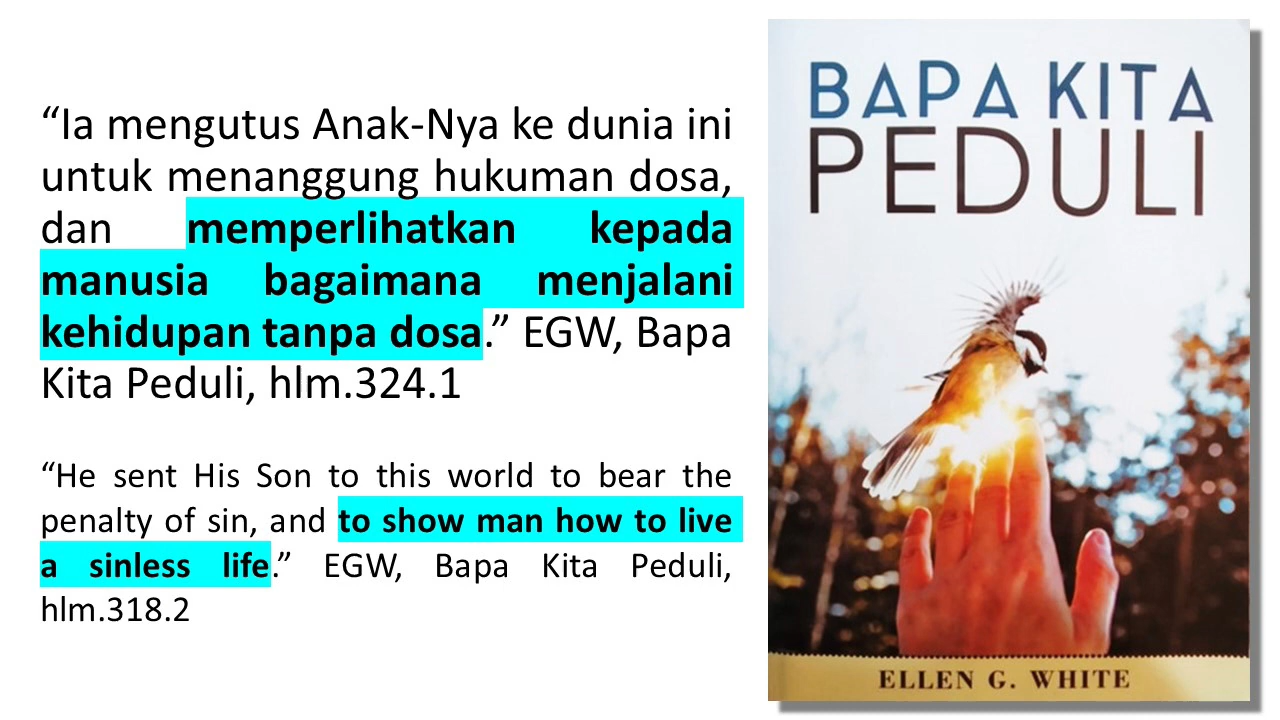 “Ia mengutus Anak-Nya ke dunia ini
untuk menanggung hukuman dosa,
dan memperlihatkan kepada
manusia bagaimana menjalani
kehidupan tanpa dosa.” EGW, Bapa
Kita Peduli, hlm.324.1
“He sent His Son to this world to bear the
penalty of sin, and to show man how to live
a sinless life.” EGW, Bapa Kita Peduli,
hlm.318.2
BAPA KITA
PEDULI
ELLEN G. WHITE